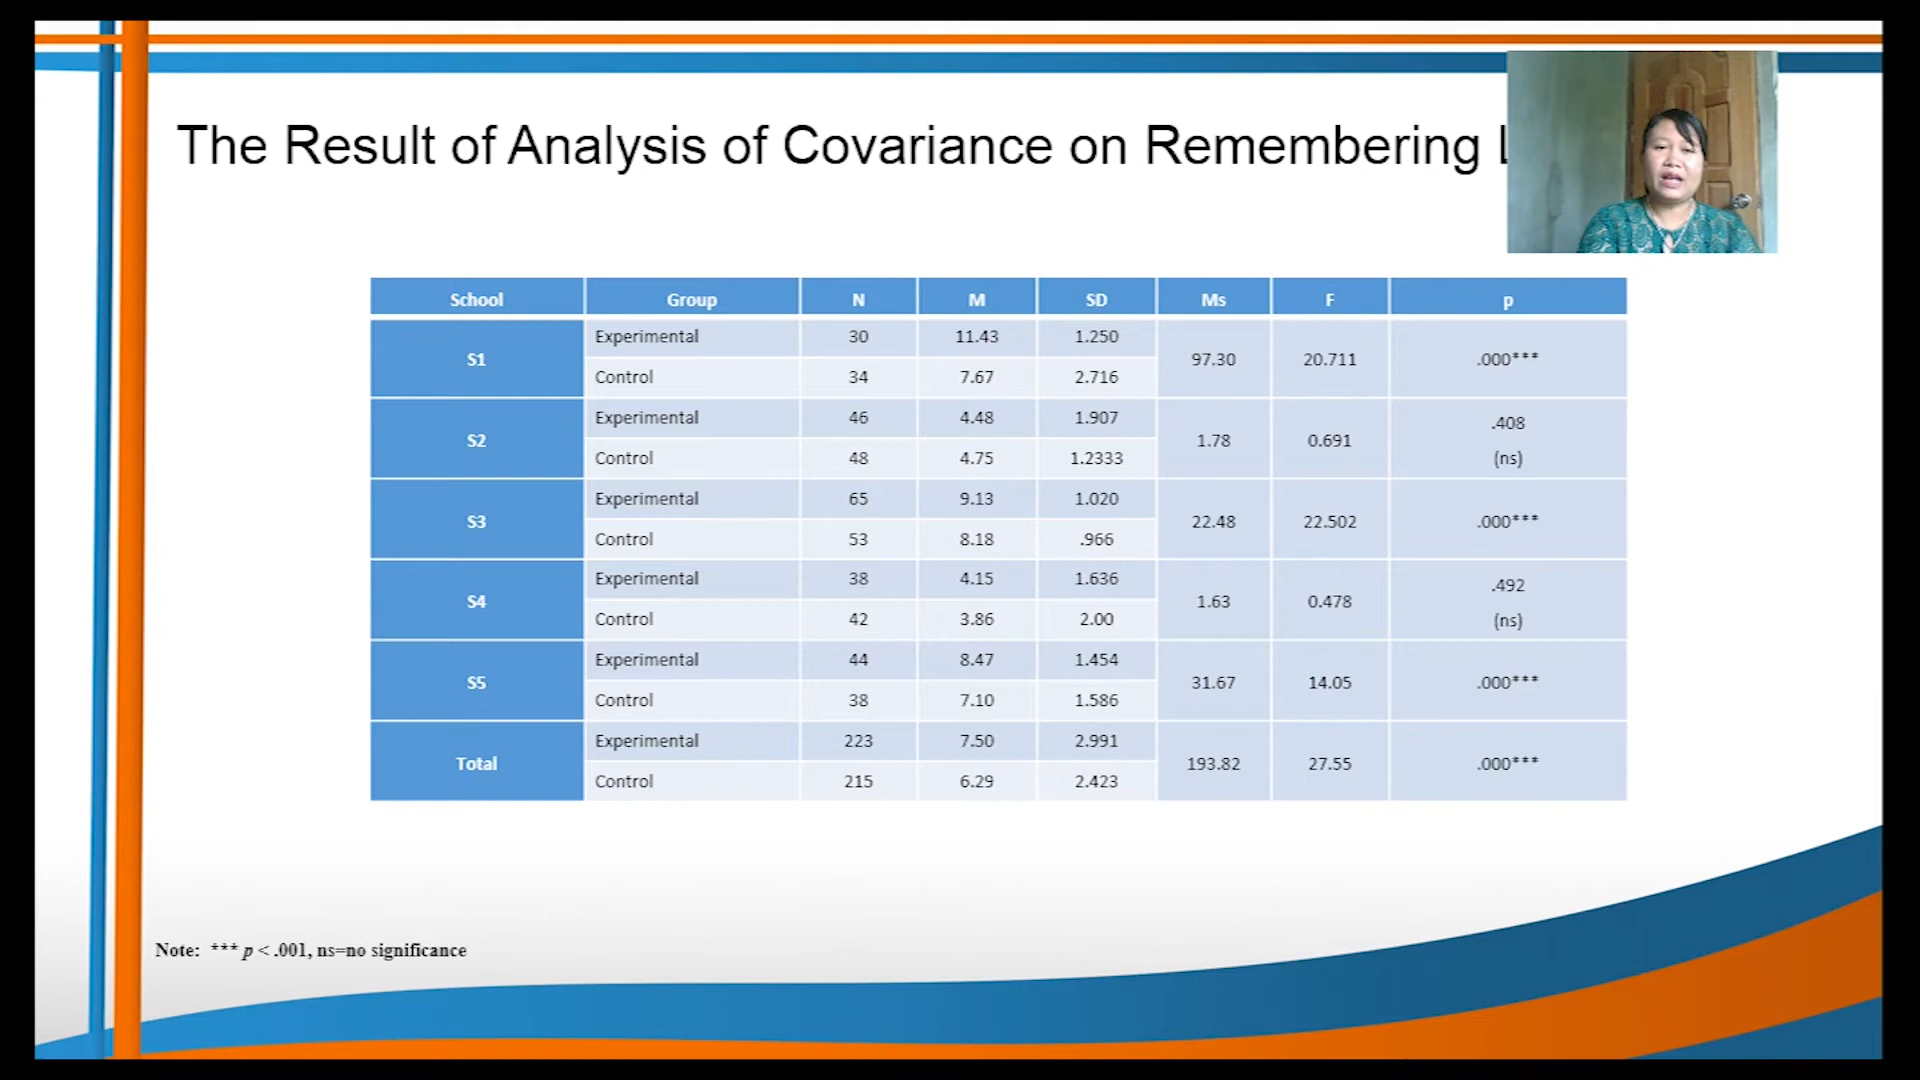 The Result of Analysis of Covariance on Remembering
School Group N M SD Ms F p
S1 Experimental 30 11.43 1.250 97.30 20.711 .000***
Control 34 7.67 2.716
S2 Experimental 46 4.48 1.907 1.78 0.691 .408
Control 48 4.75 1.2333 (ns)
S3 Experimental 65 9.13 1.020 22.48 22.502 .000***
Control 53 8.18 .966
S4 Experimental 38 4.15 1.636 1.63 0.478 .492
Control 42 3.86 2.00 (ns)
S5 Experimental 44 8.47 1.454 31.67 14.05 .000***
Control 38 7.10 1.586
Total Experimental 223 7.50 2.991 193.82 27.55 .000***
Control 215 6.29 2.423
Note: *** p < .001, ns=no significance